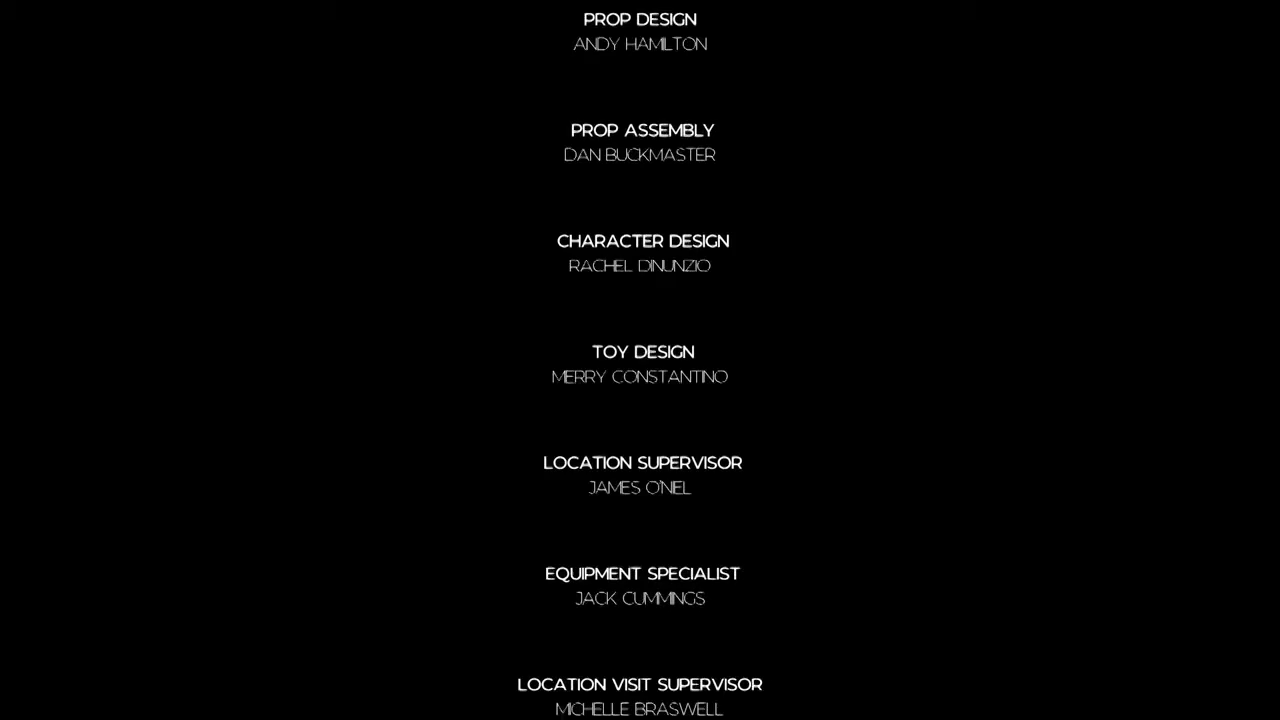 PROP DESIGN
ANDY HAMILTON
PROP ASSEMBLY
DAN BUCKMASTER
CHARACTER DESIGN
RACHEL DINUNZIO
TOY DESIGN
MERRY CONSTANTINO
LOCATION SUPERVISOR
JAMES O'NIEL
EQUIPMENT SPECIALIST
JACK CUMMINGS
LOCATION VISIT SUPERVISOR
MICHELLE BRASWELL